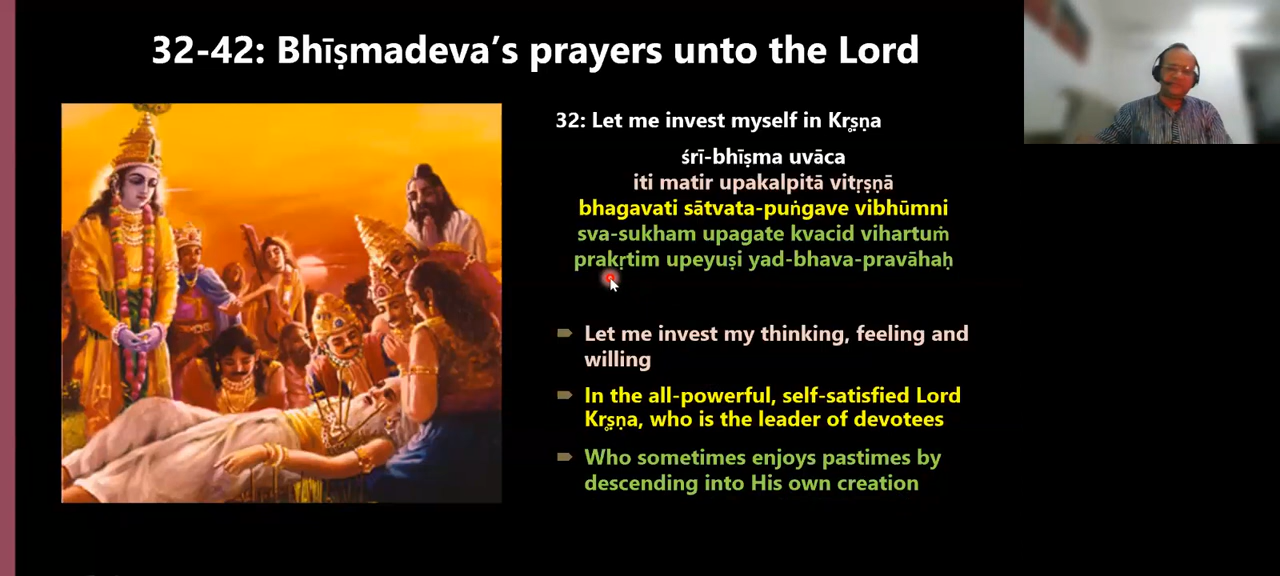 32-42: Bhīṣmadeva’s prayers unto the Lord
32: Let me invest myself in Kṛṣṇa
śrī-bhīṣma uvāca
iti matir upakalpitā vitṛṣṇā
bhagavati sātvata-puṅgave vibhūmni
sva-sukham upagate kvacid vihartuṁ
prakṛtim upeyuṣi yad-bhava-pravāhaḥ
Let me invest my thinking, feeling and
willing
In the all-powerful, self-satisfied Lord
Kṛṣṇa, who is the leader of devotees
Who sometimes enjoys pastimes by
descending into His own creation